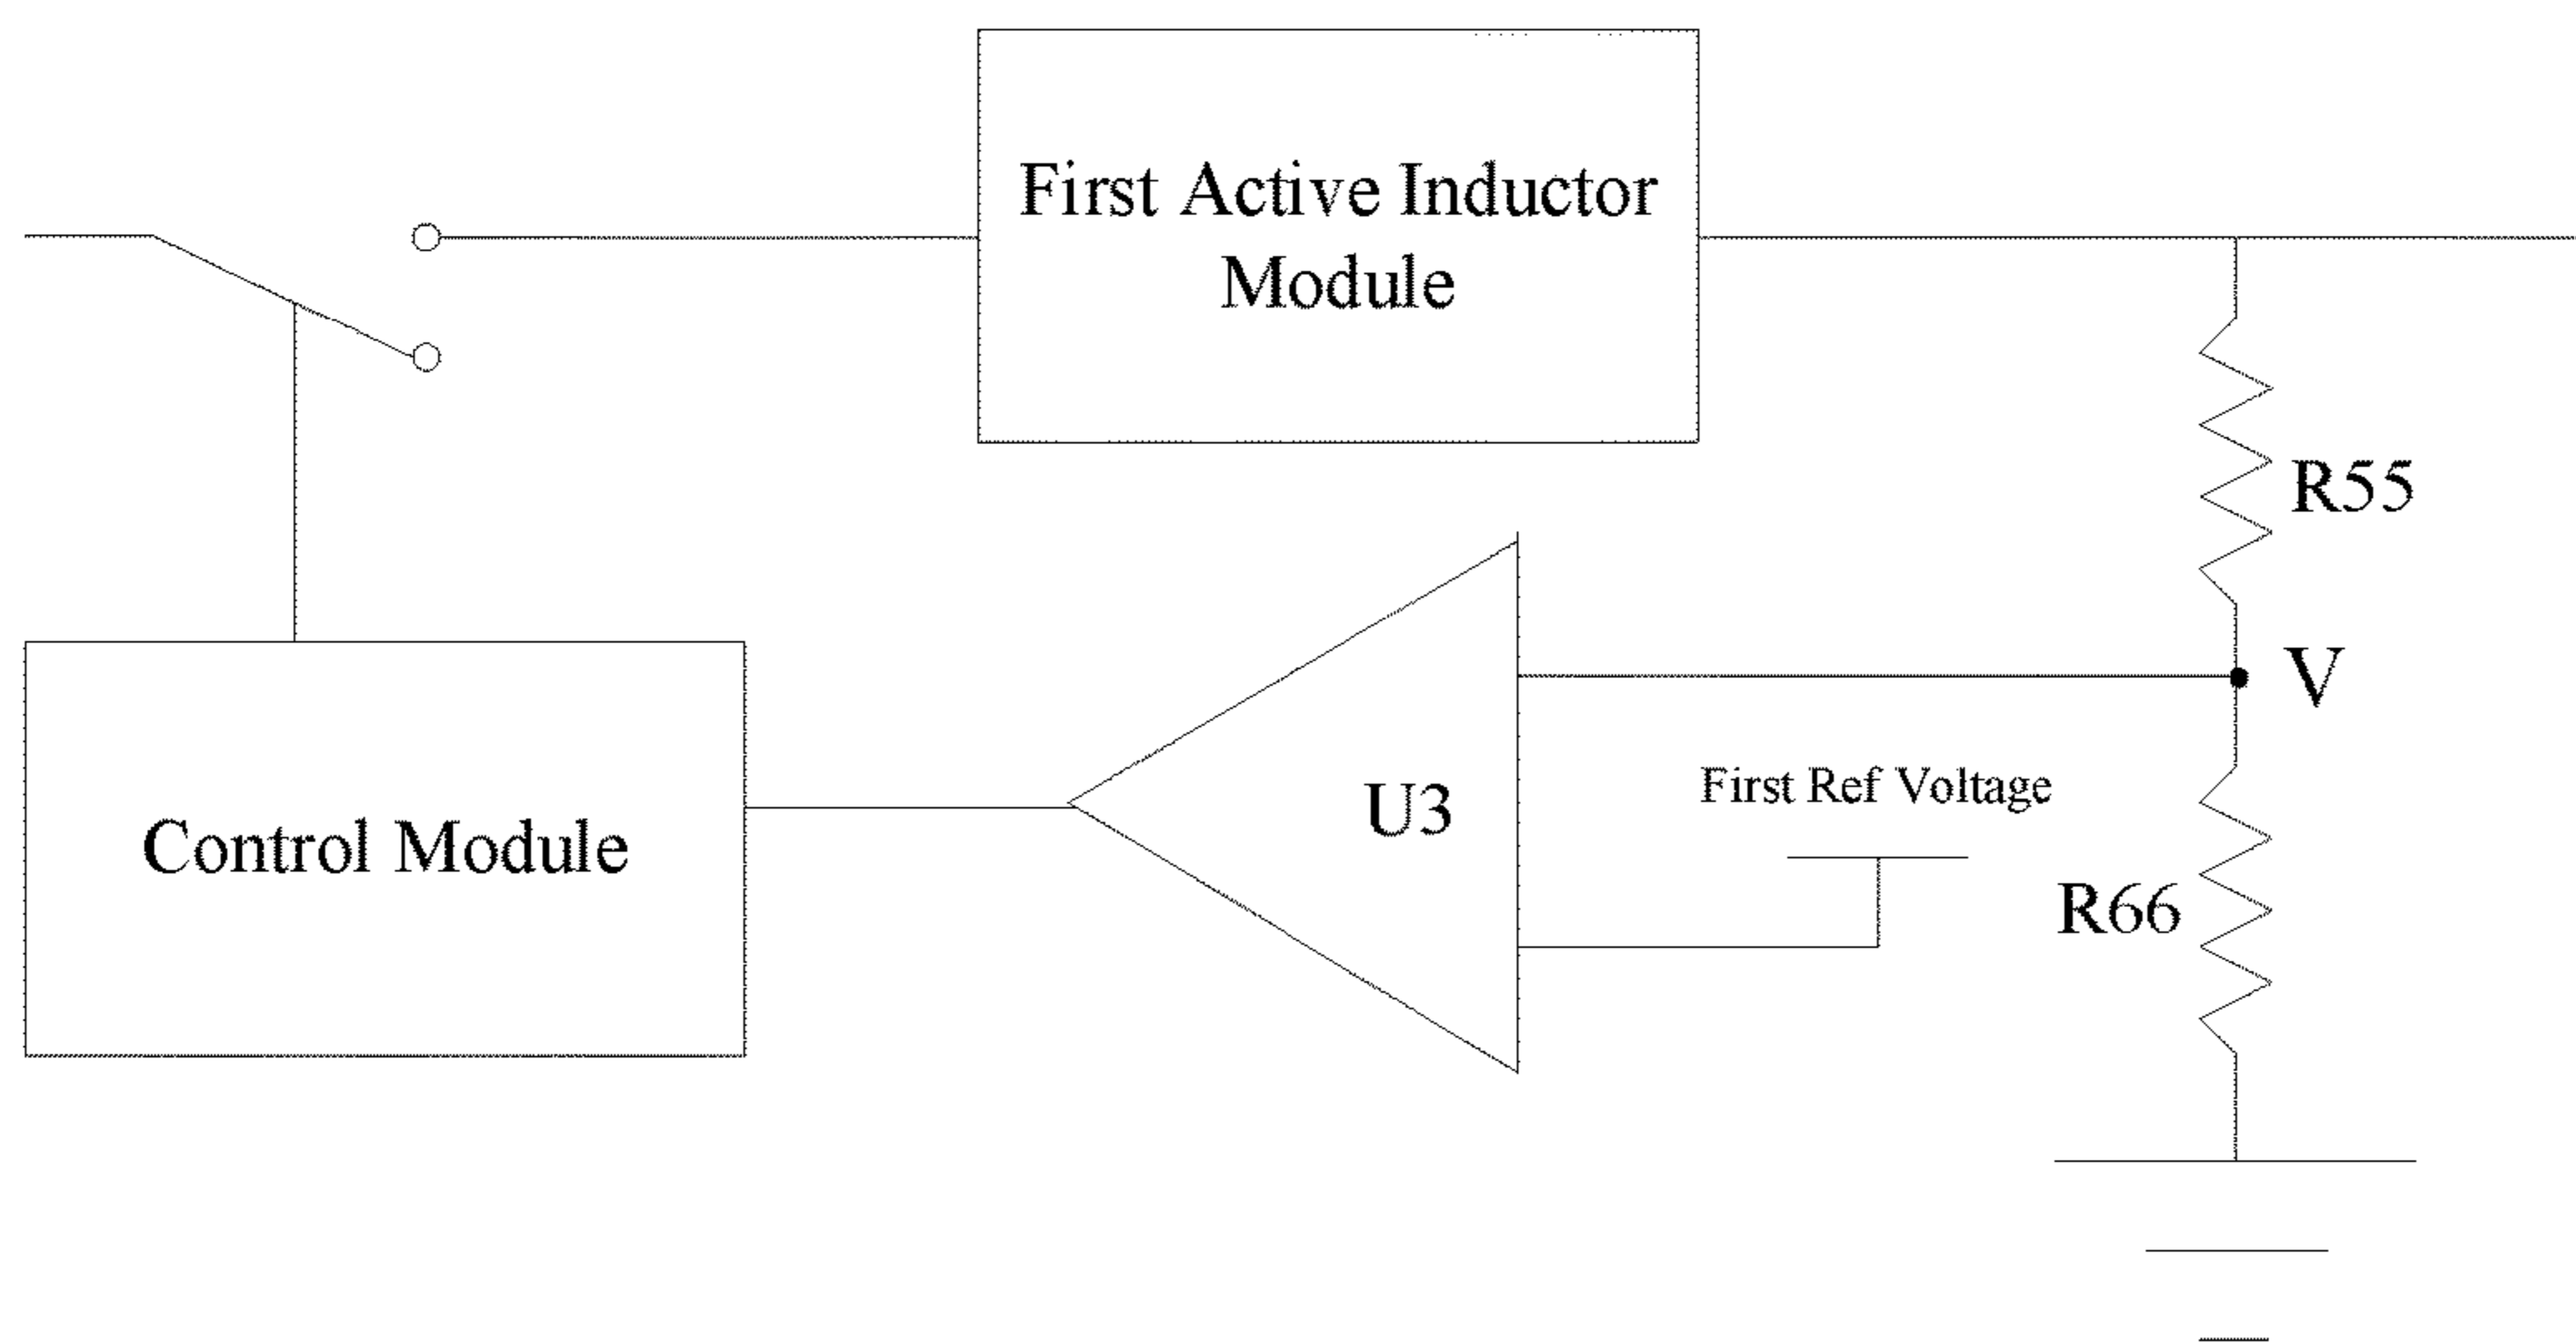 First Active Inductor
Module
R55
V
First Ref Voltage
U3
Control Module
R66